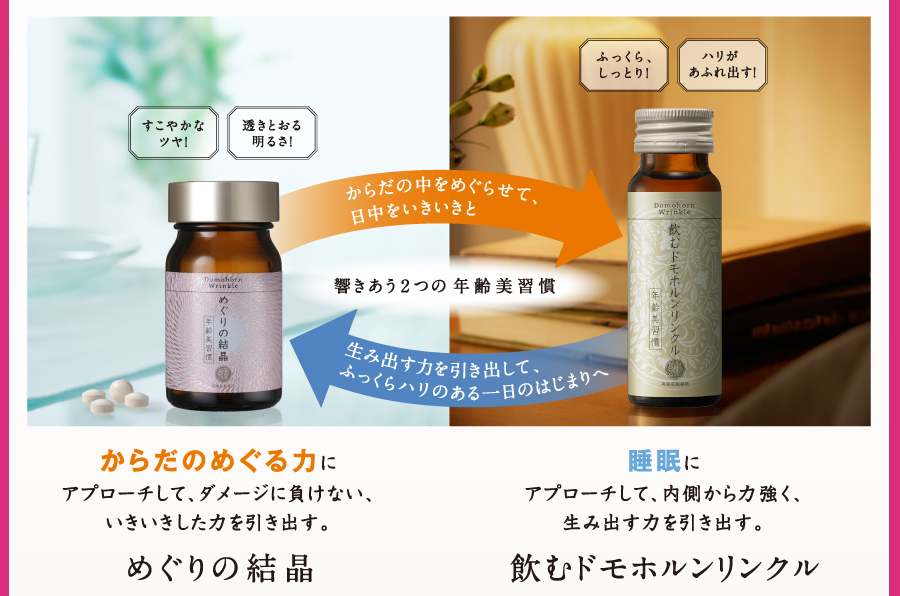 すこやかな
ツヤ!
透きとおる
明るさ!
ふっくら、
しっとり!
ハリが
あふれ出す!
からだの中をめぐらせて、
日中をいきいきと
響きあう2つの年齢美習慣
生み出す力を引き出して、
ふっくらハリのある一日のはじまりへ
Domohorn
Wrinkle
めぐりの結晶
年齢美習慣
Domohorn
Wrinkle
飲むドモホルンリンクル
年齢美習慣
からだのめぐる力に
アプローチして、ダメージに負けない、
いきいきした力を引き出す。
めぐりの結晶
睡眠に
アプローチして、内側から力強く、
生み出す力を引き出す。
飲むドモホルンリンクル